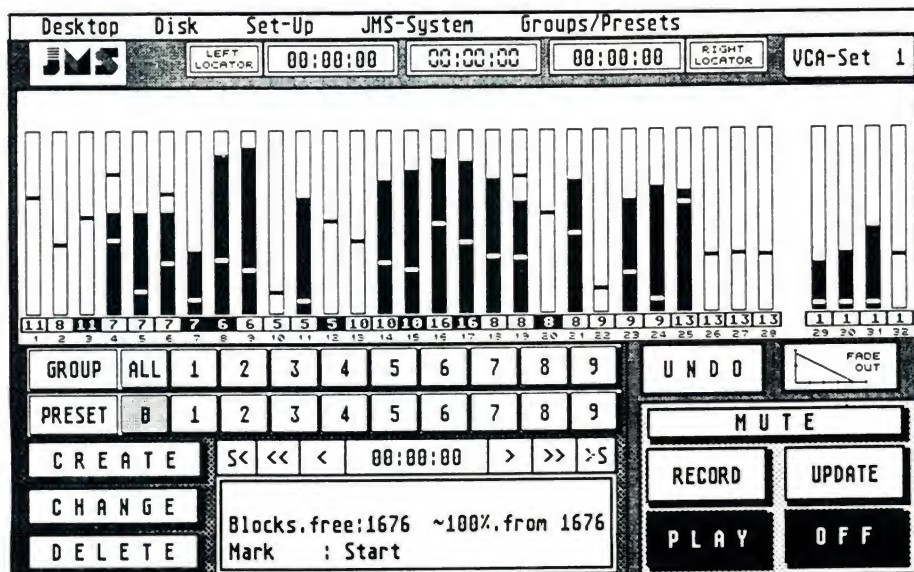 Desktop Disk Set-Up JMS-System Groups/Presets
JMS LEFT LOCATOR 00:00:00 00:00:00 00:00:00 RIGHT LOCATOR VCA-Set 1
11 8 11 7 7 7 7 6 6 5 5 5 10 10 10 16 16 8 8 8 8 9 9 9 13 13 13 13 1 1 1 1
1 2 3 4 5 6 7 8 9 10 11 12 13 14 15 16 17 18 19 20 21 22 23 24 25 26 27 28 29 30 31 32
GROUP ALL 1 2 3 4 5 6 7 8 9
UNDO FADE OUT
PRESET 0 1 2 3 4 5 6 7 8 9
MUTE
CREATE S< << < 00:00:00 > >> >S
RECORD UPDATE
CHANGE
Blocks.free:1676 ~100%.from 1676
DELETE Mark : Start
PLAY OFF